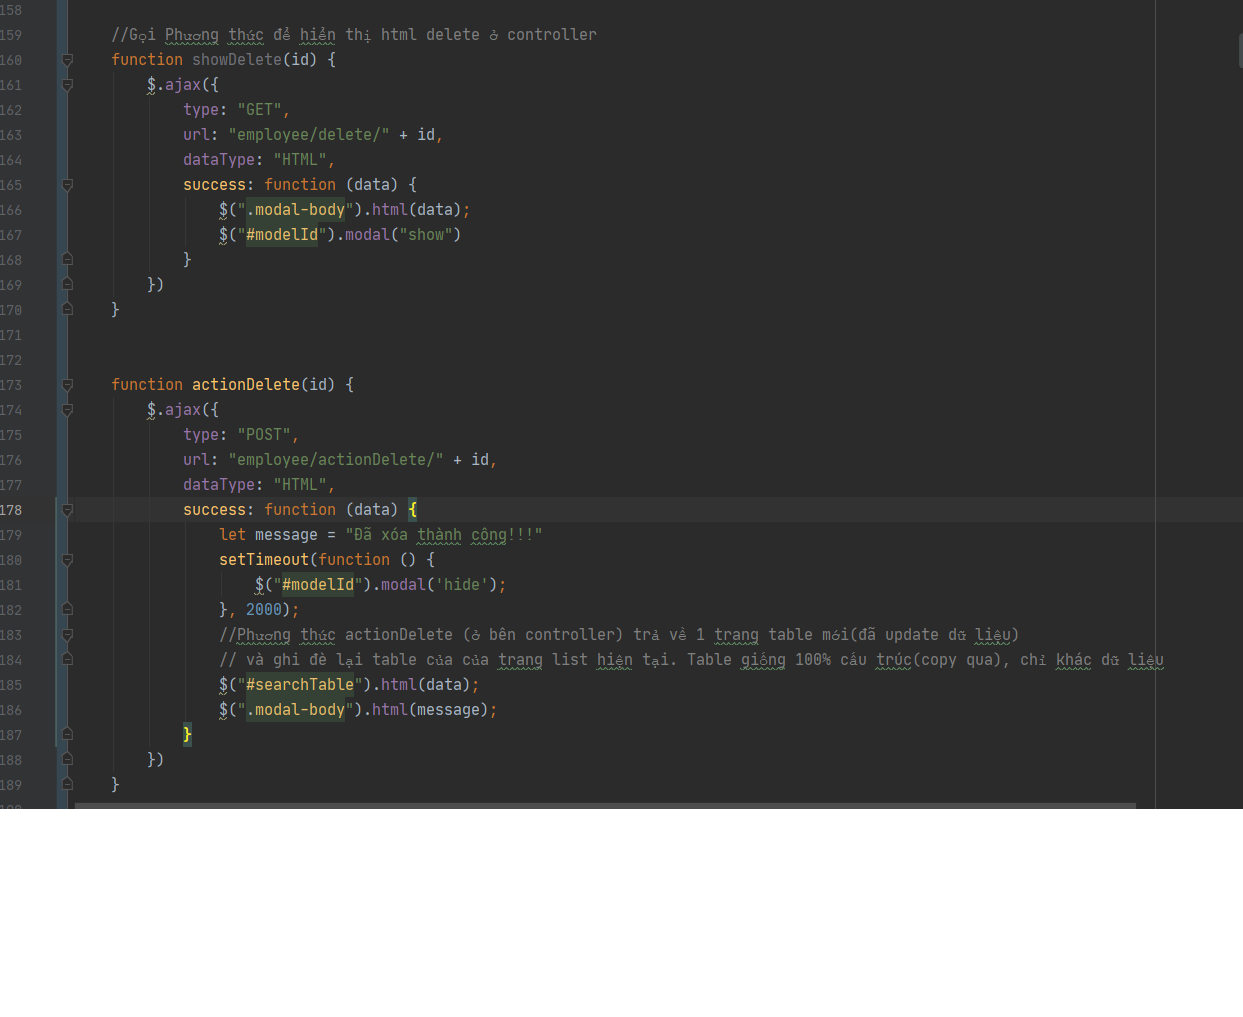 158
159 //Gọi Phương thức để hiển thị html delete ở controller
160 function showDelete(id) {
161 $.ajax({
162 type: "GET",
163 url: "employee/delete/" + id,
164 dataType: "HTML",
165 success: function (data) {
166 $(".modal-body").html(data);
167 $("#modelId").modal("show")
168 }
169 })
170 }
171
172
173 function actionDelete(id) {
174 $.ajax({
175 type: "POST",
176 url: "employee/actionDelete/" + id,
177 dataType: "HTML",
178 success: function (data) {
179 let message = "Đã xóa thành công!!!"
180 setTimeout(function () {
181 $("#modelId").modal('hide');
182 }, 2000);
183 //Phương thức actionDelete (ở bên controller) trả về 1 trang table mới(đã update dữ liệu)
184 // và ghi đè lại table của của trang list hiện tại. Table giống 100% cấu trúc(copy qua), chỉ khác dữ liệu
185 $("#searchTable").html(data);
186 $(".modal-body").html(message);
187 }
188 })
189 }